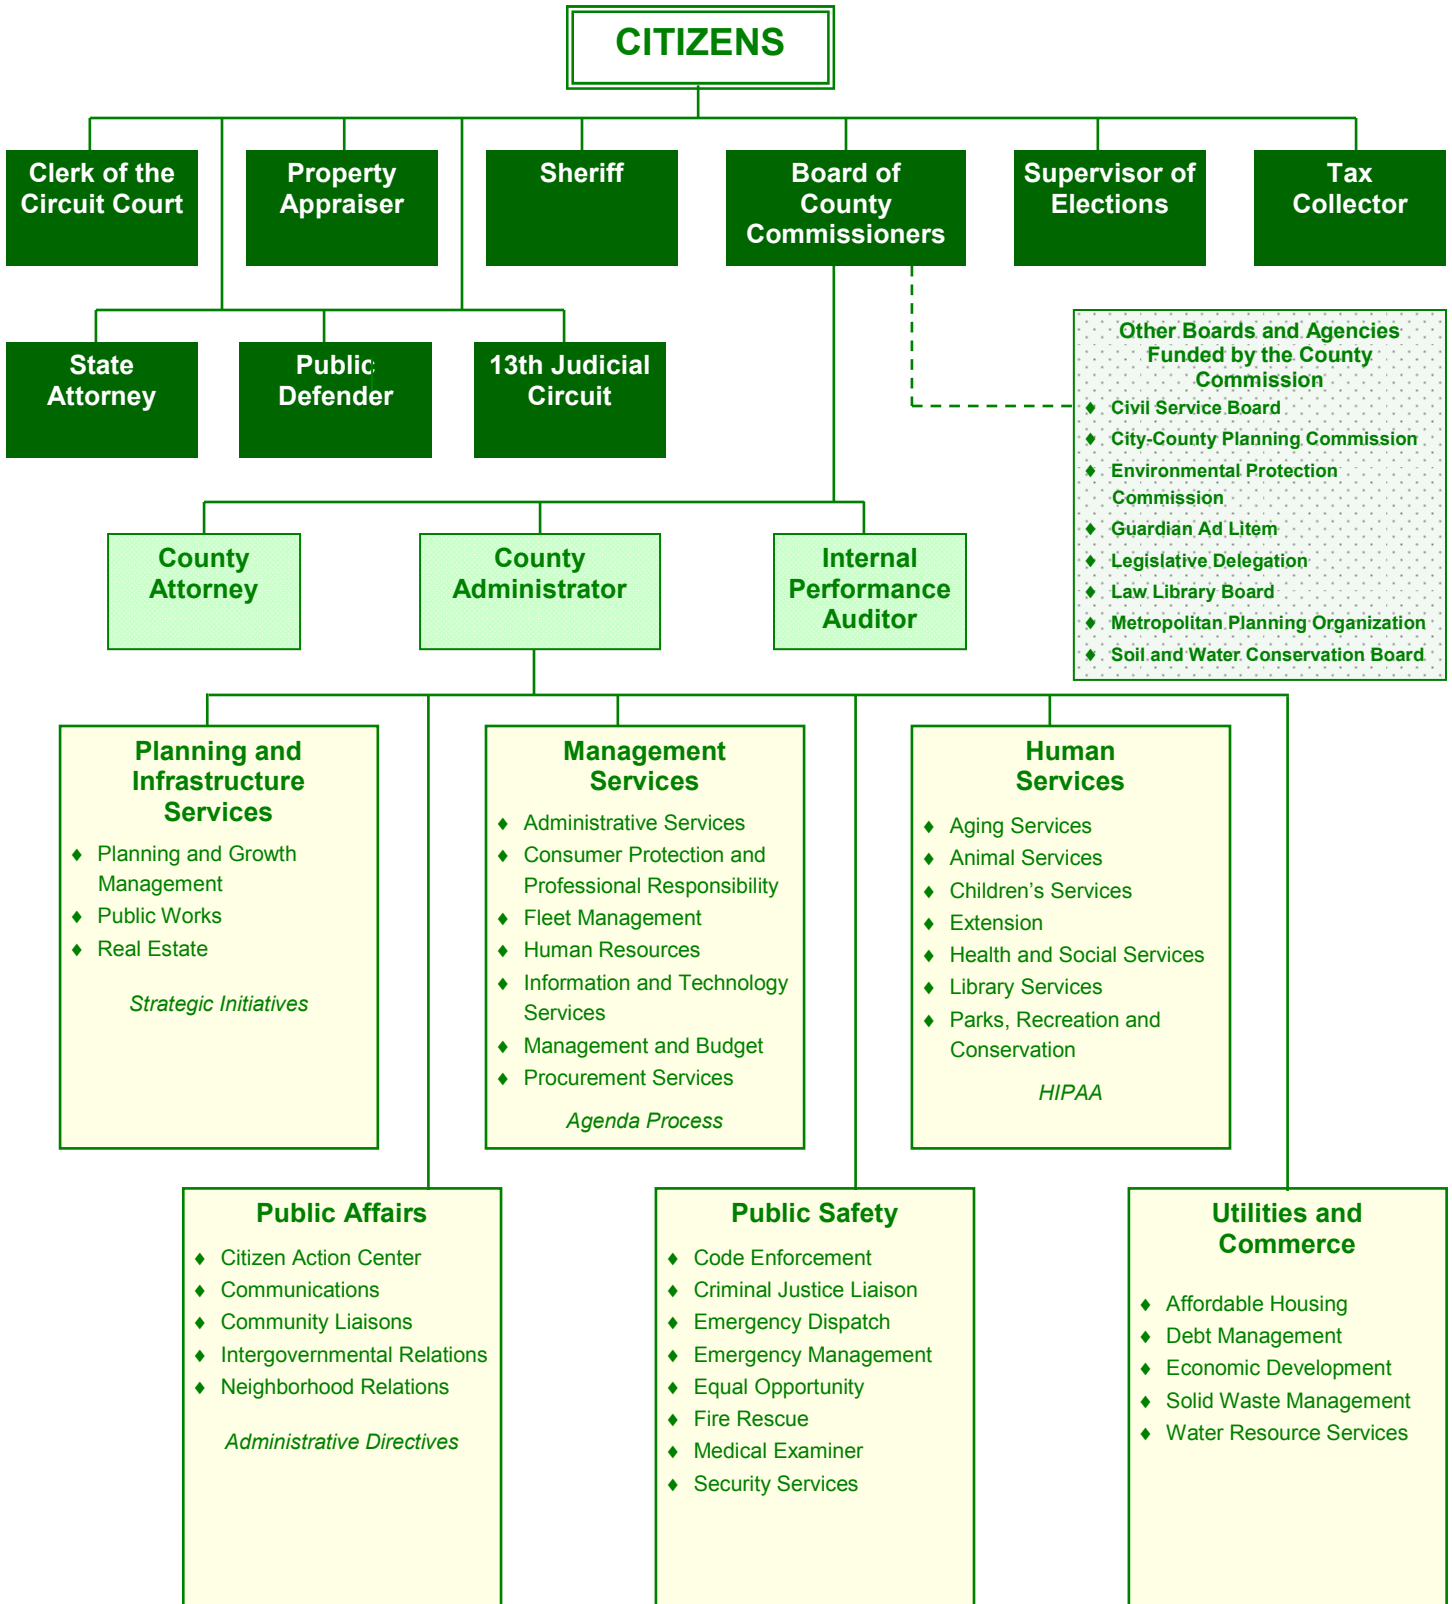 CITIZENS
Clerk of the
Circuit Court
Property
Appraiser
Sheriff
Board of
County
Commissioners
Supervisor of
Elections
Tax
Collector
State
Attorney
Public
Defender
13th Judicial
Circuit
Other Boards and Agencies
Funded by the County
Commission
♦ Civil Service Board
♦ City-County Planning Commission
♦ Environmental Protection
Commission
♦ Guardian Ad Litem
♦ Legislative Delegation
♦ Law Library Board
♦ Metropolitan Planning Organization
♦ Soil and Water Conservation Board
County
Attorney
County
Administrator
Internal
Performance
Auditor
Planning and
Infrastructure
Services
♦ Planning and Growth
Management
♦ Public Works
♦ Real Estate
Strategic Initiatives
Management
Services
♦ Administrative Services
♦ Consumer Protection and
Professional Responsibility
♦ Fleet Management
♦ Human Resources
♦ Information and Technology
Services
♦ Management and Budget
♦ Procurement Services
Agenda Process
Human
Services
♦ Aging Services
♦ Animal Services
♦ Children’s Services
♦ Extension
♦ Health and Social Services
♦ Library Services
♦ Parks, Recreation and
Conservation
HIPAA
Public Affairs
♦ Citizen Action Center
♦ Communications
♦ Community Liaisons
♦ Intergovernmental Relations
♦ Neighborhood Relations
Administrative Directives
Public Safety
♦ Code Enforcement
♦ Criminal Justice Liaison
♦ Emergency Dispatch
♦ Emergency Management
♦ Equal Opportunity
♦ Fire Rescue
♦ Medical Examiner
♦ Security Services
Utilities and
Commerce
♦ Affordable Housing
♦ Debt Management
♦ Economic Development
♦ Solid Waste Management
♦ Water Resource Services